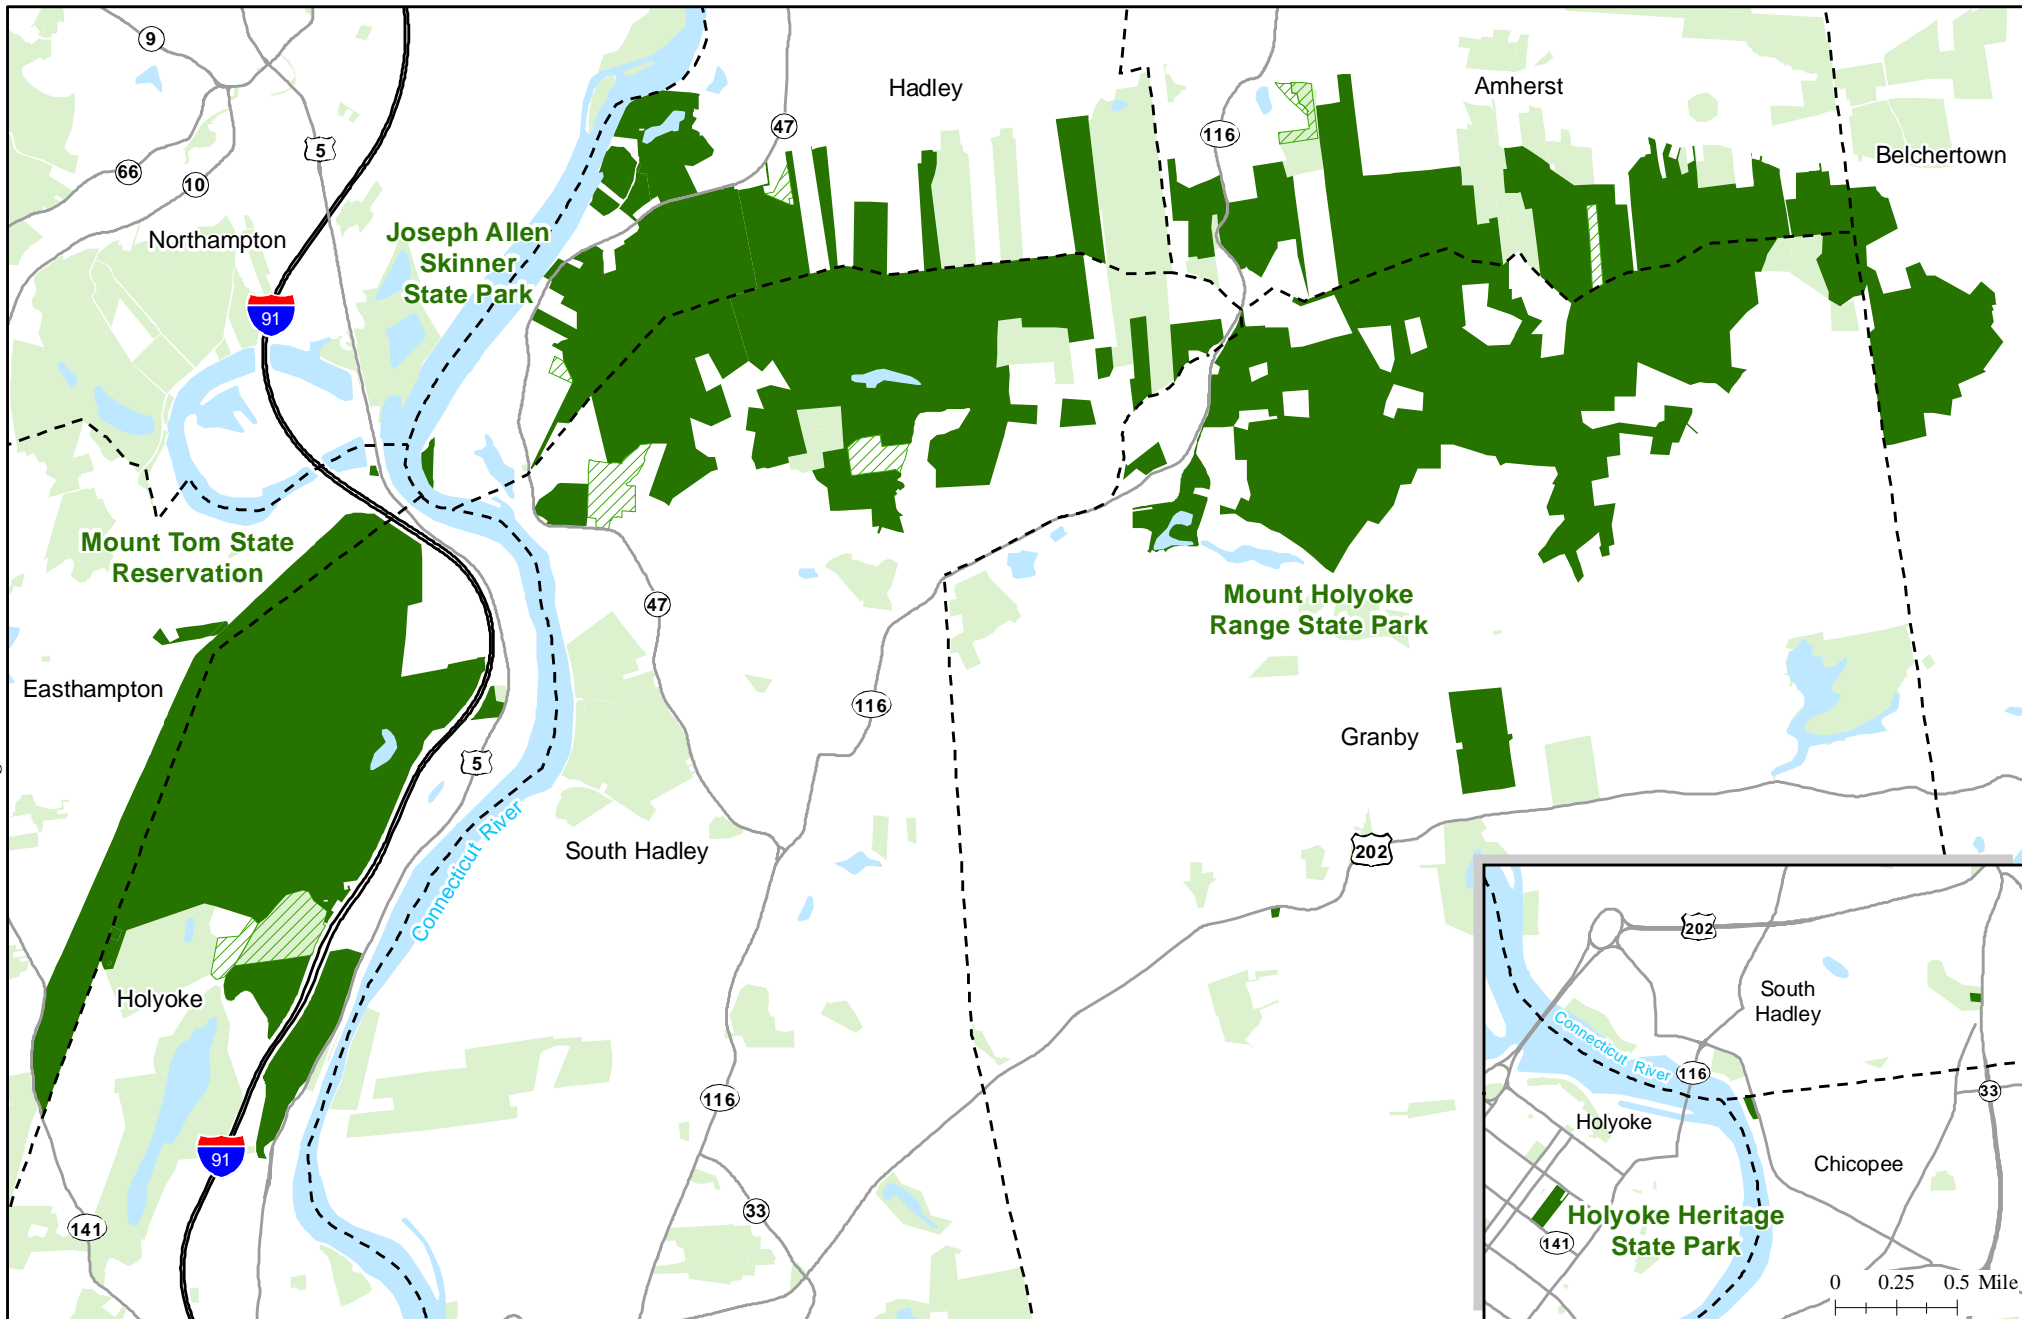 9
Hadley
Amherst
47
116
5
Belchertown
66
10
Northampton
Joseph Allen
Skinner
State Park
91
Mount Tom State
Reservation
47
Mount Holyoke
Range State Park
Easthampton
116
Granby
5
Connecticut River
South Hadley
202
Holyoke
116
91
141
33
202
South
Hadley
Connecticut River
116
33
Holyoke
Chicopee
Holyoke Heritage
State Park
141
0 0.25 0.5 Mile